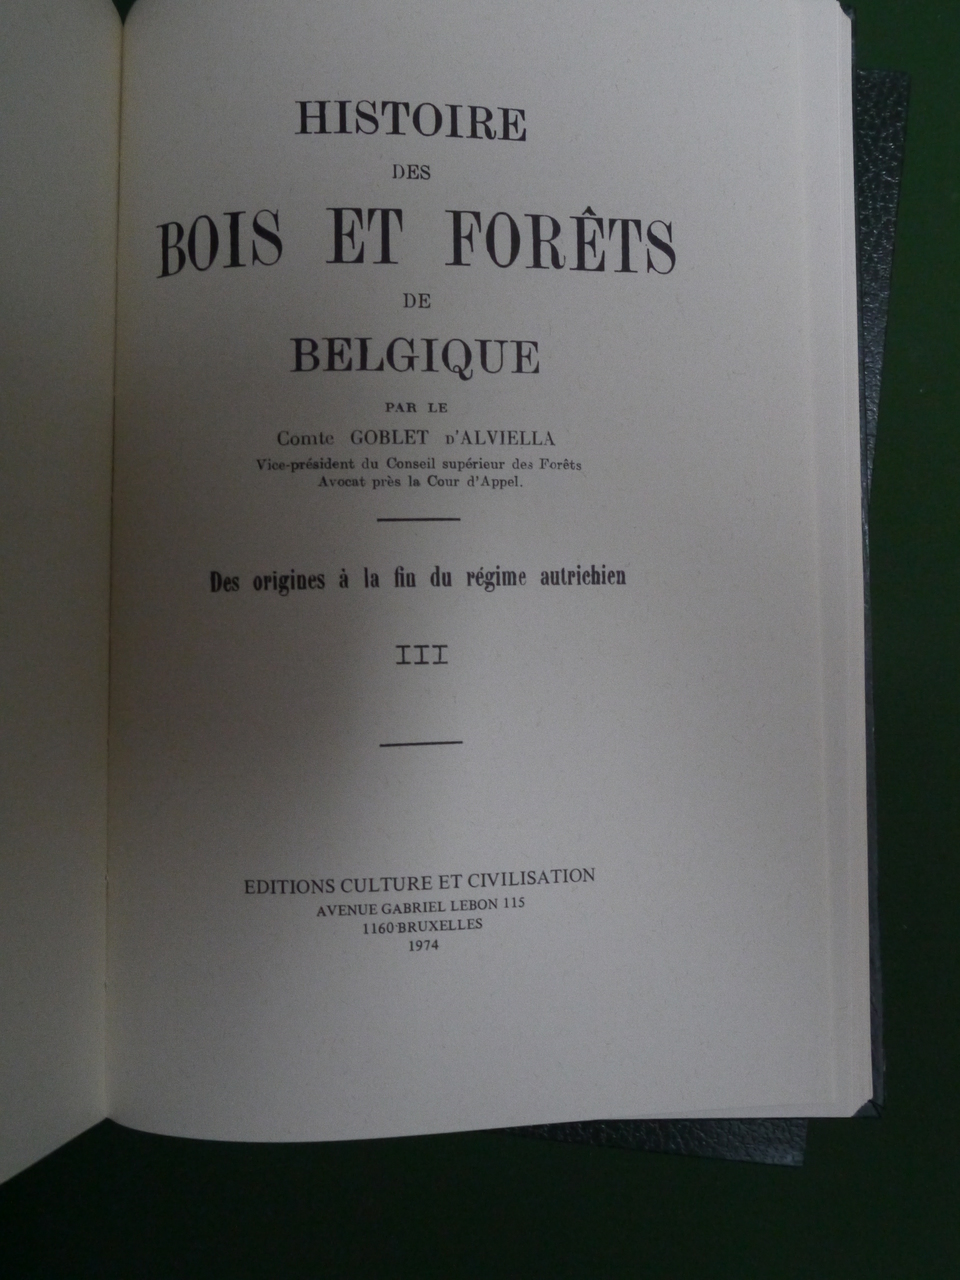 HISTOIRE
DES
BOIS ET FORÊTS
DE
BELGIQUE
PAR LE
Comte GOBLET D'ALVIELLA
Vice-président du Conseil supérieur des Forêts
Avocat près la Cour d'Appel.
Des origines à la fin du régime autrichien
III
EDITIONS CULTURE ET CIVILISATION
AVENUE GABRIEL LEBON 115
1160 BRUXELLES
1974